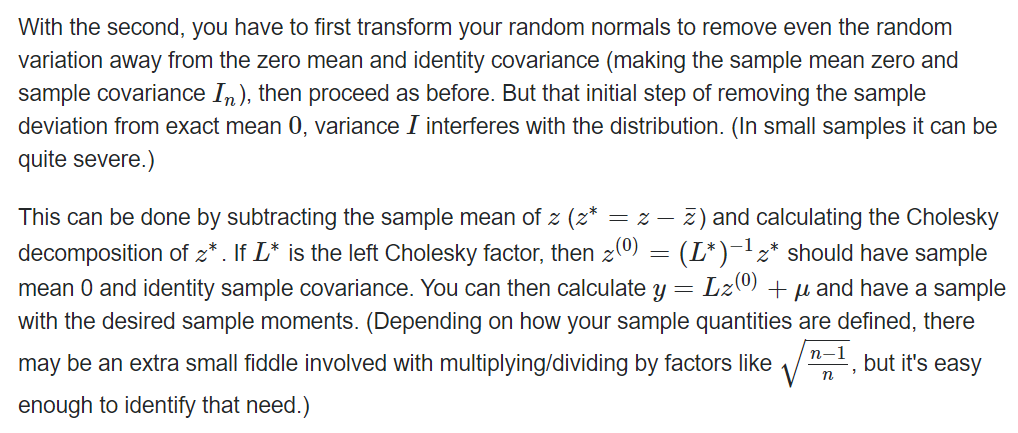 With the second, you have to first transform your random normals to remove even the random
variation away from the zero mean and identity covariance (making the sample mean zero and
sample covariance Iₙ), then proceed as before. But that initial step of removing the sample
deviation from exact mean 0, variance I interferes with the distribution. (In small samples it can be
quite severe.)
This can be done by subtracting the sample mean of z (z* = z − z̄) and calculating the Cholesky
decomposition of z*. If L* is the left Cholesky factor, then z⁽⁰⁾ = (L*)⁻¹z* should have sample
mean 0 and identity sample covariance. You can then calculate y = Lz⁽⁰⁾ + μ and have a sample
with the desired sample moments. (Depending on how your sample quantities are defined, there
may be an extra small fiddle involved with multiplying/dividing by factors like √((n−1)/n), but it's easy
enough to identify that need.)